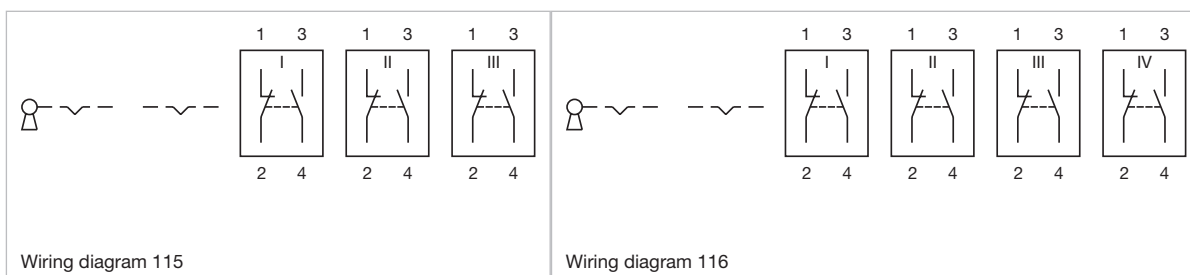 1 3 1 3 1 3
I II III
2 4 2 4 2 4
Wiring diagram 115
1 3 1 3 1 3 1 3
I II III IV
2 4 2 4 2 4 2 4
Wiring diagram 116